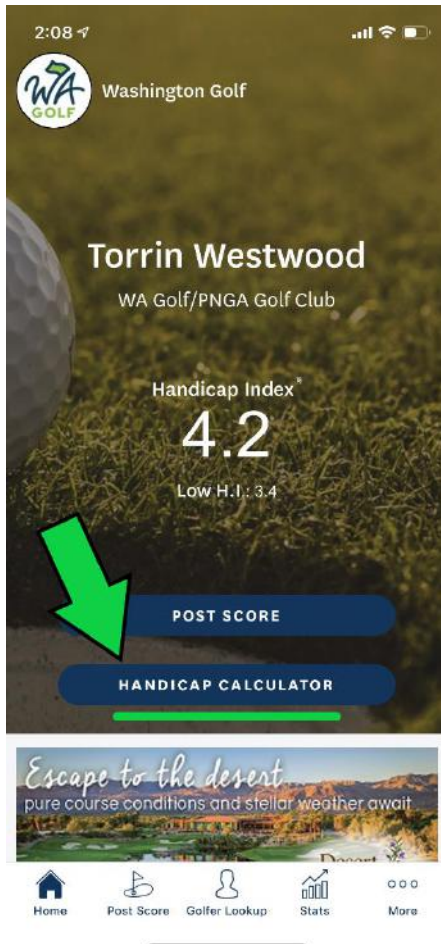 2:08
WA
GOLF
Washington Golf
Torrin Westwood
WA Golf/PNGA Golf Club
Handicap Index®
4.2
Low H.I.: 3.4
POST SCORE
HANDICAP CALCULATOR
Escape to the desert
pure course conditions and stellar weather await
Desert
Home Post Score Golfer Lookup Stats More